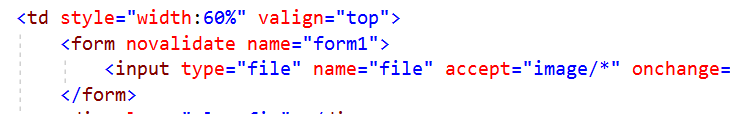 <td style="width:60%" valign="top">
<form novalidate name="form1">
<input type="file" name="file" accept="image/*" onchange=
</form>